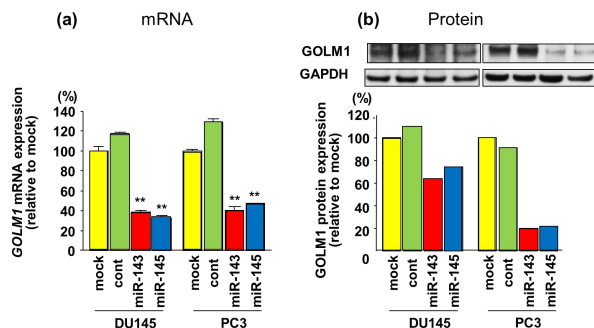 (a) mRNA
(%)
140
120
100
80
60
40
20
0
GOLM1 mRNA expression
(relative to mock)
** ** ** **
mock cont miR-143 miR-145 mock cont miR-143 miR-145
DU145 PC3
(b) Protein
GOLM1
GAPDH
(%)
120
100
80
60
40
20
0
GOLM1 protein expression
(relative to mock)
mock cont miR-143 miR-145 mock cont miR-143 miR-145
DU145 PC3